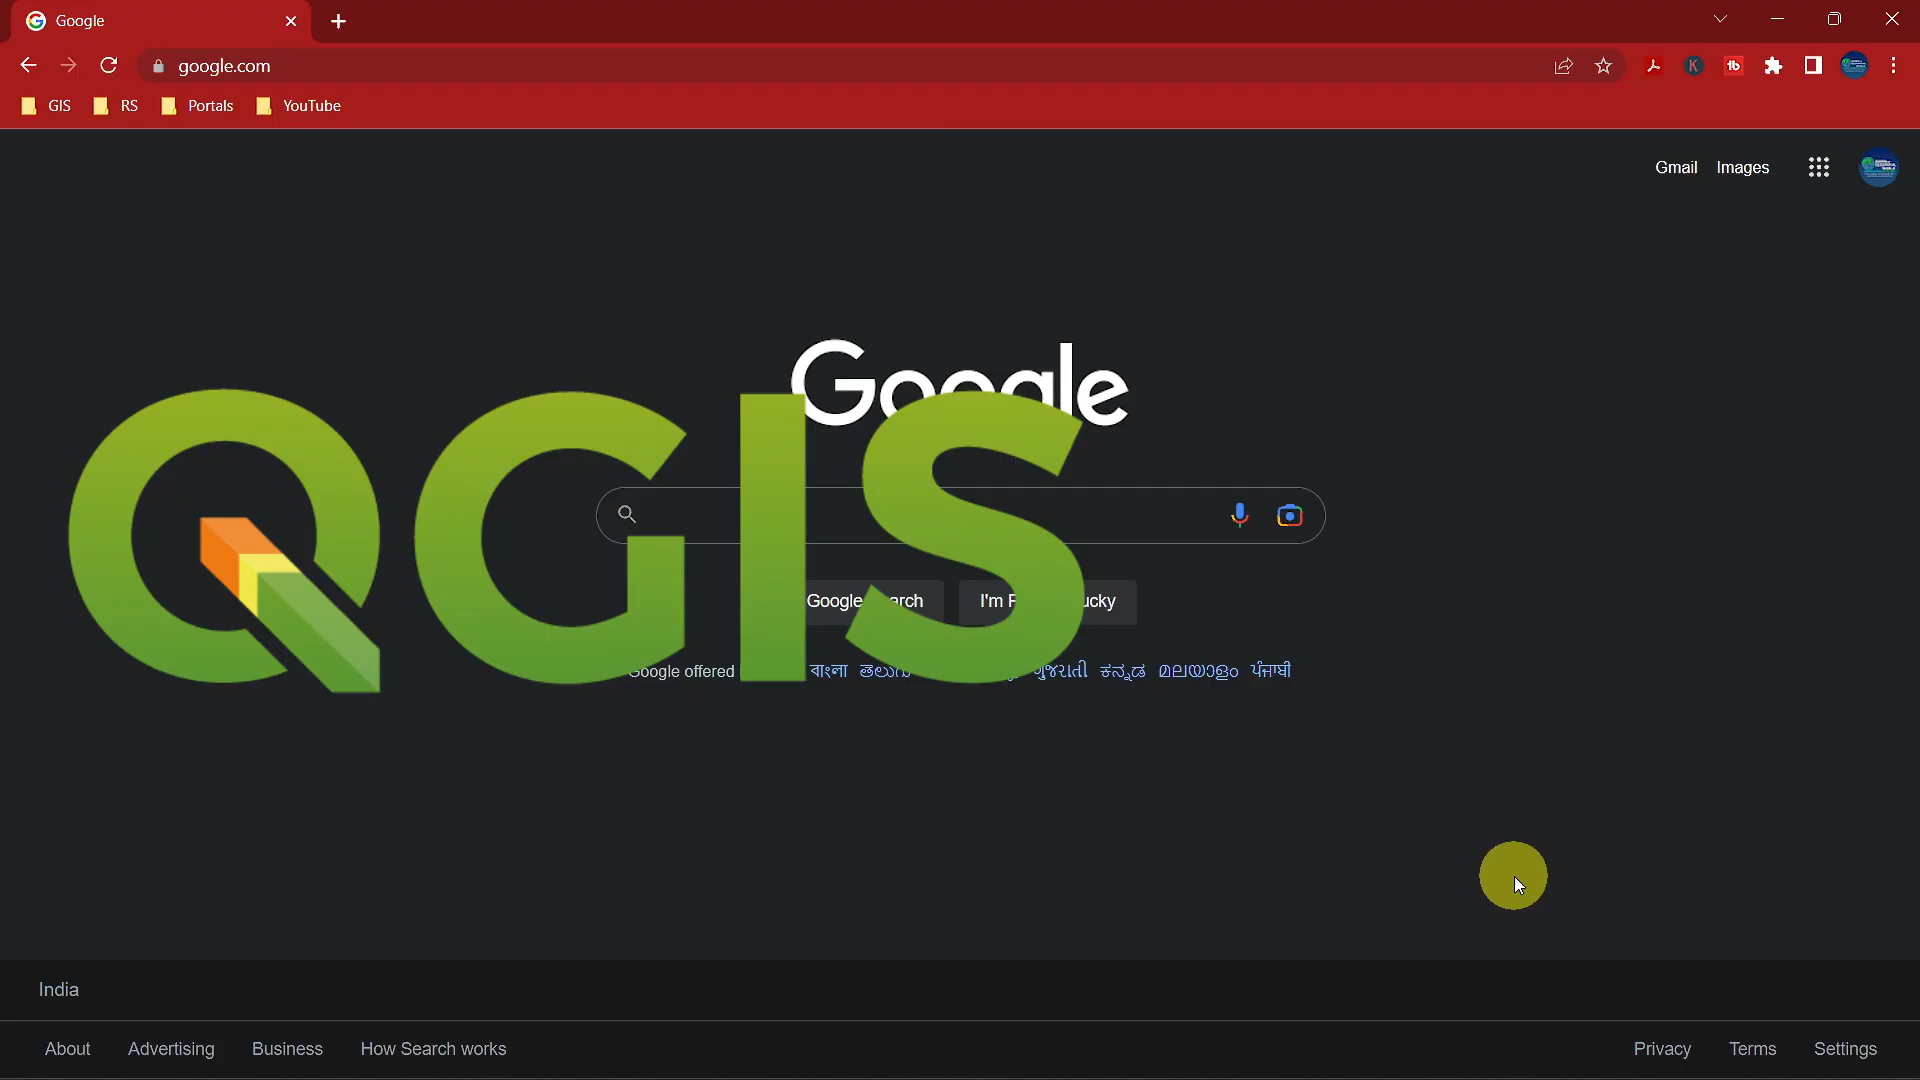 Google
google.com
GIS RS Portals YouTube
Gmail Images
Google
QGIS
Google
I'm
Google offered বাংলা ગુજરાતી ಕನ್ನಡ മലയാളം ਪੰਜਾਬੀ
India
About Advertising Business How Search works Privacy Terms Settings